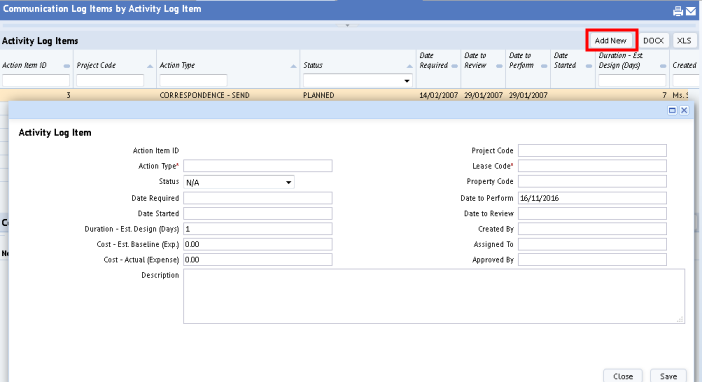 Communication Log Items by Activity Log Item
Activity Log Items
Add New
DOCX
XLS
Action Item ID
Project Code
Action Type
Status
Date Required
Date to Review
Date to Perform
Date Started
Duration - Est. Design (Days)
Created
3
CORRESPONDENCE - SEND
PLANNED
14/02/2007
29/01/2007
29/01/2007
7
Ms.
Activity Log Item
Action Item ID
Project Code
Action Type*
Lease Code*
Status
N/A
Property Code
Date Required
Date to Perform
16/11/2016
Date Started
Date to Review
Duration - Est. Design (Days)
1
Created By
Cost - Est. Baseline (Exp.)
0.00
Assigned To
Cost - Actual (Expense)
0.00
Approved By
Description
Close
Save